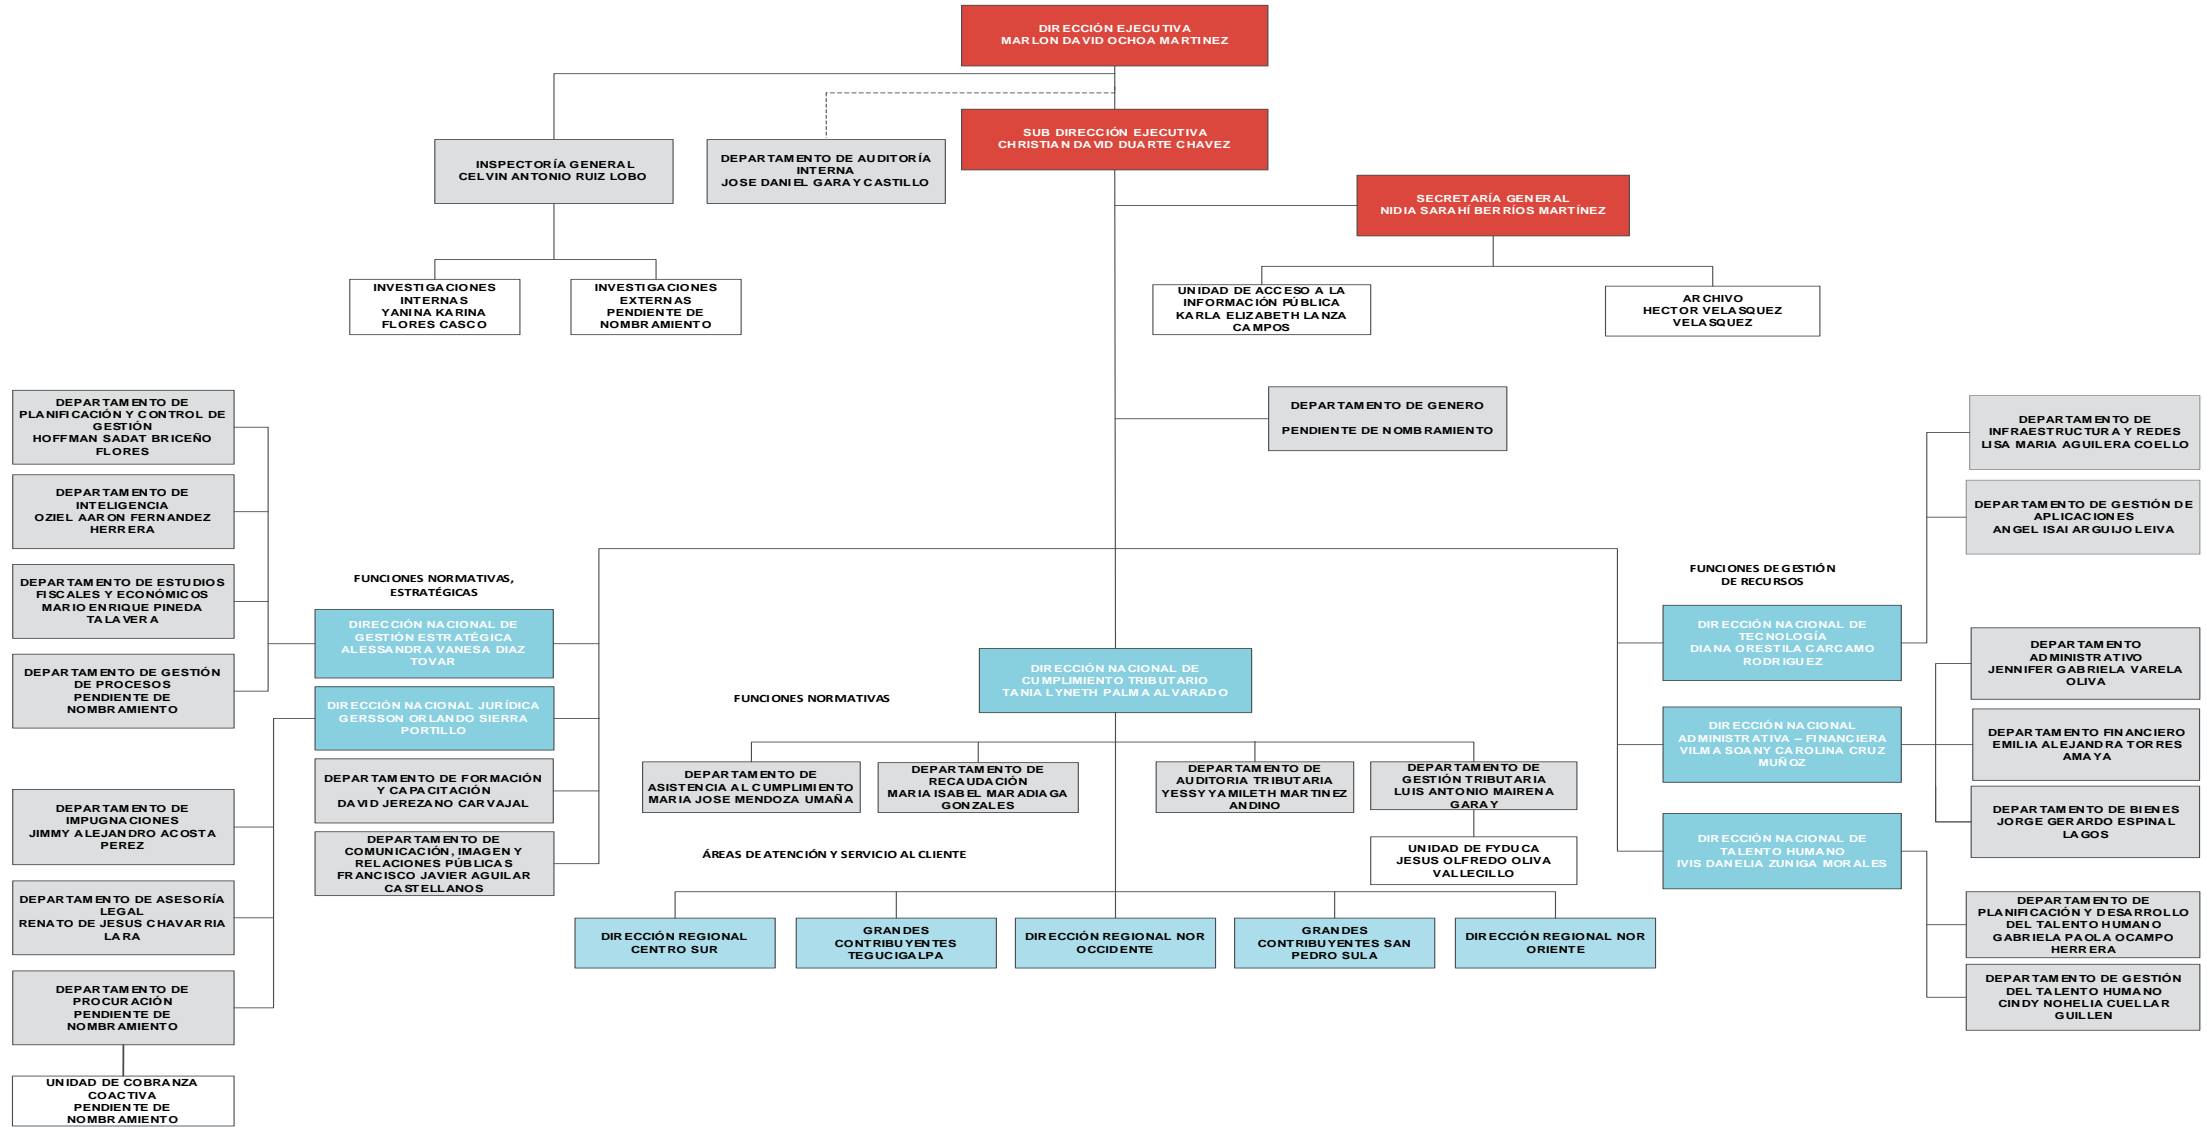 DIRECCIÓN EJECUTIVA
MARLON DAVID OCHOA MARTINEZ
SUB DIRECCIÓN EJECUTIVA
CHRISTIAN DAVID DUARTE CHAVEZ
INSPECTORÍA GENERAL
CELVIN ANTONIO RUIZ LOBO
DEPARTAMENTO DE AUDITORÍA
INTERNA
JOSE DANIEL GARAY CASTILLO
SECRETARÍA GENERAL
NIDIA SARAHÍ BERRÍOS MARTÍNEZ
INVESTIGACIONES
INTERNAS
YANINA KARINA
FLORES CASCO
INVESTIGACIONES
EXTERNAS
PENDIENTE DE
NOMBRAMIENTO
UNIDAD DE ACCESO A LA
INFORMACIÓN PÚBLICA
KARLA ELIZABETH LANZA
CAMPOS
ARCHIVO
HECTOR VELASQUEZ
VELASQUEZ
DEPARTAMENTO DE GENERO
PENDIENTE DE NOMBRAMIENTO
DEPARTAMENTO DE
PLANIFICACIÓN Y CONTROL DE
GESTIÓN
HOFFMAN SADAT BRICEÑO
FLORES
DEPARTAMENTO DE
INTELIGENCIA
OZIEL AARON FERNANDEZ
HERRERA
DEPARTAMENTO DE ESTUDIOS
FISCALES Y ECONÓMICOS
MARIO ENRIQUE PINEDA
TALAVERA
DEPARTAMENTO DE GESTIÓN
DE PROCESOS
PENDIENTE DE
NOMBRAMIENTO
DEPARTAMENTO DE
IMPUGNACIONES
JIMMY ALEJANDRO ACOSTA
PEREZ
DEPARTAMENTO DE ASESORÍA
LEGAL
RENATO DE JESUS CHAVARRIA
LARA
DEPARTAMENTO DE
PROCURACIÓN
PENDIENTE DE
NOMBRAMIENTO
UNIDAD DE COBRANZA
COACTIVA
PENDIENTE DE
NOMBRAMIENTO
FUNCIONES NORMATIVAS,
ESTRATÉGICAS
DIRECCIÓN NACIONAL DE
GESTIÓN ESTRATÉGICA
ALESSANDRA VANESA DIAZ
TOVAR
DIRECCIÓN NACIONAL JURÍDICA
GERSSON ORLANDO SIERRA
PORTILLO
DEPARTAMENTO DE FORMACIÓN
Y CAPACITACIÓN
DAVID JEREZANO CARVAJAL
DEPARTAMENTO DE
COMUNICACIÓN, IMAGEN Y
RELACIONES PÚBLICAS
FRANCISCO JAVIER AGUILAR
CASTELLANOS
FUNCIONES NORMATIVAS
DIRECCIÓN NACIONAL DE
CUMPLIMIENTO TRIBUTARIO
TANIA LYNETH PALMA ALVARADO
DEPARTAMENTO DE
ASISTENCIA AL CUMPLIMIENTO
MARIA JOSE MENDOZA UMAÑA
DEPARTAMENTO DE
RECAUDACIÓN
MARIA ISABEL MARADIAGA
GONZALES
DEPARTAMENTO DE
AUDITORIA TRIBUTARIA
YESSY YAMILETH MARTINEZ
ANDINO
DEPARTAMENTO DE
GESTIÓN TRIBUTARIA
LUIS ANTONIO MAIRENA
GARAY
UNIDAD DE FYDUCA
JESUS OLFREDO OLIVA
VALLECILLO
ÁREAS DE ATENCIÓN Y SERVICIO AL CLIENTE
DIRECCIÓN REGIONAL
CENTRO SUR
GRANDES
CONTRIBUYENTES
TEGUCIGALPA
DIRECCIÓN REGIONAL NOR
OCCIDENTE
GRANDES
CONTRIBUYENTES SAN
PEDRO SULA
DIRECCIÓN REGIONAL NOR
ORIENTE
FUNCIONES DE GESTIÓN
DE RECURSOS
DIRECCIÓN NACIONAL DE
TECNOLOGÍA
DIANA ORESTILA CARCAMO
RODRIGUEZ
DIRECCIÓN NACIONAL
ADMINISTRATIVA – FINANCIERA
VILMA SOANY CAROLINA CRUZ
MUÑOZ
DIRECCIÓN NACIONAL DE
TALENTO HUMANO
IVIS DANELIA ZUNIGA MORALES
DEPARTAMENTO DE
INFRAESTRUCTURA Y REDES
LISA MARIA AGUILERA COELLO
DEPARTAMENTO DE GESTIÓN DE
APLICACIONES
ANGEL ISAI ARGUIJO LEIVA
DEPARTAMENTO
ADMINISTRATIVO
JENNIFER GABRIELA VARELA
OLIVA
DEPARTAMENTO FINANCIERO
EMILIA ALEJANDRA TORRES
AMAYA
DEPARTAMENTO DE BIENES
JORGE GERARDO ESPINAL
LAGOS
DEPARTAMENTO DE
PLANIFICACIÓN Y DESARROLLO
DEL TALENTO HUMANO
GABRIELA PAOLA OCAMPO
HERRERA
DEPARTAMENTO DE GESTIÓN
DEL TALENTO HUMANO
CINDY NOHELIA CUELLAR
GUILLEN